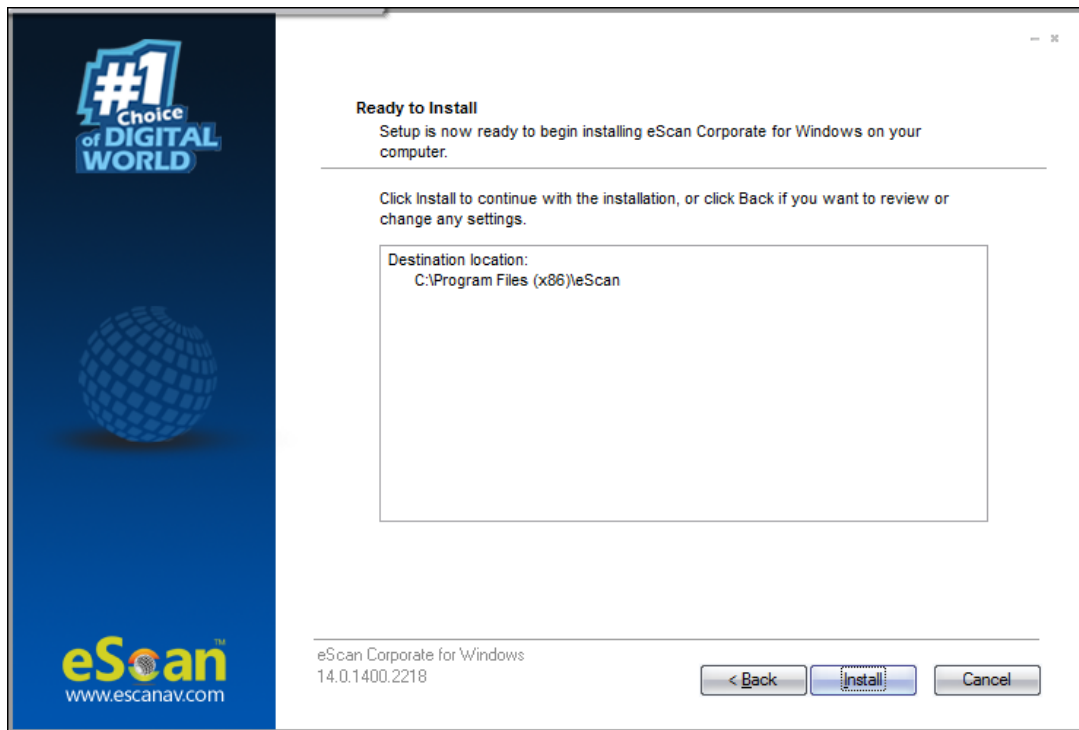 #1
Choice
of DIGITAL
WORLD
Ready to Install
Setup is now ready to begin installing eScan Corporate for Windows on your
computer.
Click Install to continue with the installation, or click Back if you want to review or
change any settings.
Destination location:
C:\Program Files (x86)\eScan
eScan™
www.escanav.com
eScan Corporate for Windows
14.0.1400.2218
< Back
Install
Cancel